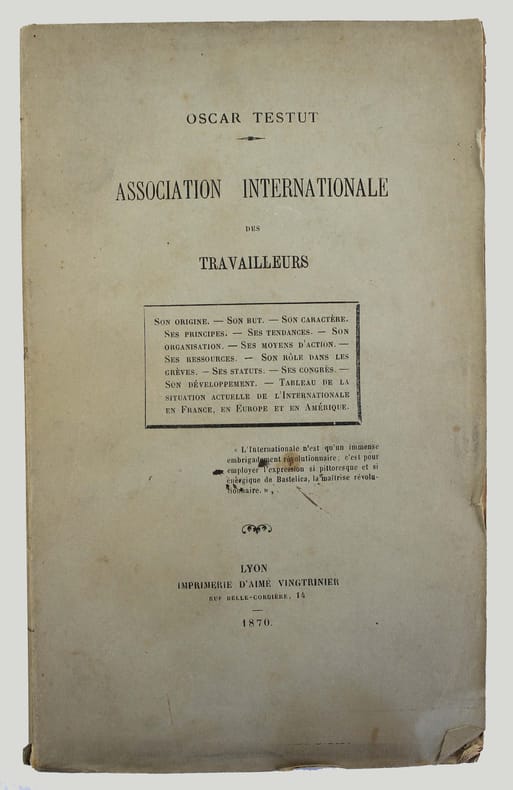 OSCAR TESTUT
ASSOCIATION INTERNATIONALE
DES
TRAVAILLEURS
SON ORIGINE. — SON BUT. — SON CARACTÈRE.
SES PRINCIPES. — SES TENDANCES. — SON
ORGANISATION. — SES MOYENS D'ACTION. —
SES RESSOURCES. — SON RÔLE DANS LES
GRÈVES. — SES STATUTS. — SES CONGRÈS. —
SON DÉVELOPPEMENT. — TABLEAU DE LA
SITUATION ACTUELLE DE L'INTERNATIONALE
EN FRANCE, EN EUROPE ET EN AMÉRIQUE.
« L'Internationale n'est qu'un immense
embrigadement révolutionnaire; c'est pour
employer l'expression si pittoresque et si
énergique de Bastelica, la maîtrise révolu-
tionnaire. »
LYON
IMPRIMERIE D'AIMÉ VINGTRINIER
RUE BELLE-CORDIÈRE, 14
1870.